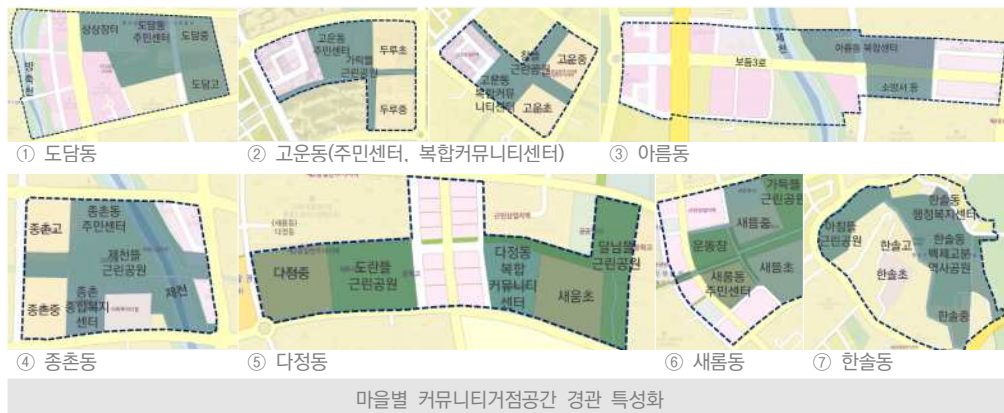 상상장터
도담동
주민센터
도담중
도담고
방축천
① 도담동
고운동
주민센터
가락뜰
근린공원
두루초
두루중
근린공원
고운중
고운동
복합커뮤
니티센터
고운초
② 고운동(주민센터, 복합커뮤니티센터)
제천
아름동 복합센터
보듬3로
소방서 등
③ 아름동
종촌고
종촌동
주민센터
제천뜰
근린공원
종촌중
종촌
종합복지
센터
제천
④ 종촌동
(새롬동)
다정동
근린상업지역
다정중
도란뜰
근린공원
다정동
복합
커뮤니티
센터
새움초
근린공원
⑤ 다정동
가득뜰
근린공원
새뜸중
운동장
새뜸초
새롬동
주민센터
⑥ 새롬동
아침뜰
근린공원
한솔동
행정복지센터
한솔고
한솔초
한솔동
백제고분
역사공원
한솔중
⑦ 한솔동
마을별 커뮤니티거점공간 경관 특성화